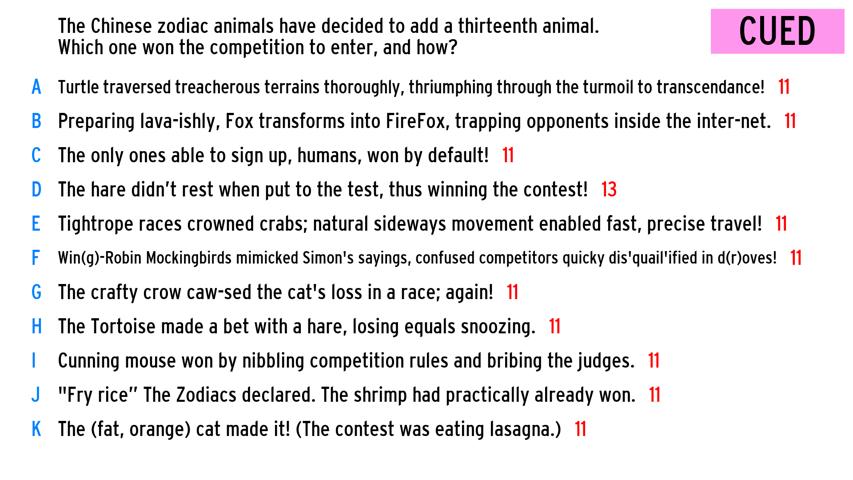 The Chinese zodiac animals have decided to add a thirteenth animal.
Which one won the competition to enter, and how?
CUED
A Turtle traversed treacherous terrains thoroughly, thriumphing through the turmoil to transcendance! 11
B Preparing lava-ishly, Fox transforms into FireFox, trapping opponents inside the inter-net. 11
C The only ones able to sign up, humans, won by default! 11
D The hare didn't rest when put to the test, thus winning the contest! 13
E Tightrope races crowned crabs; natural sideways movement enabled fast, precise travel! 11
F Win(g)-Robin Mockingbirds mimicked Simon's sayings, confused competitors quicky dis'quail'ified in d(r)oves! 11
G The crafty crow caw-sed the cat's loss in a race; again! 11
H The Tortoise made a bet with a hare, losing equals snoozing. 11
I Cunning mouse won by nibbling competition rules and bribing the judges. 11
J "Fry rice” The Zodiacs declared. The shrimp had practically already won. 11
K The (fat, orange) cat made it! (The contest was eating lasagna.) 11